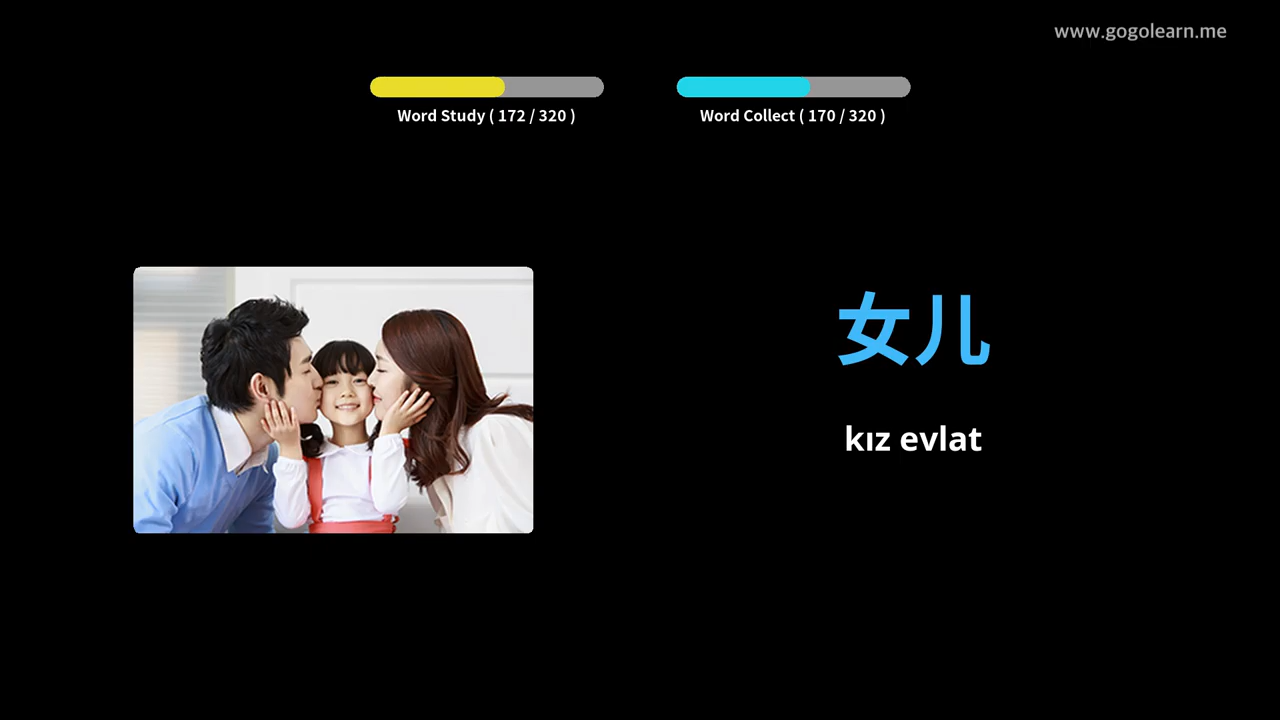 www.gogolearn.me
Word Study ( 172 / 320 )
Word Collect ( 170 / 320 )
女儿
kız evlat